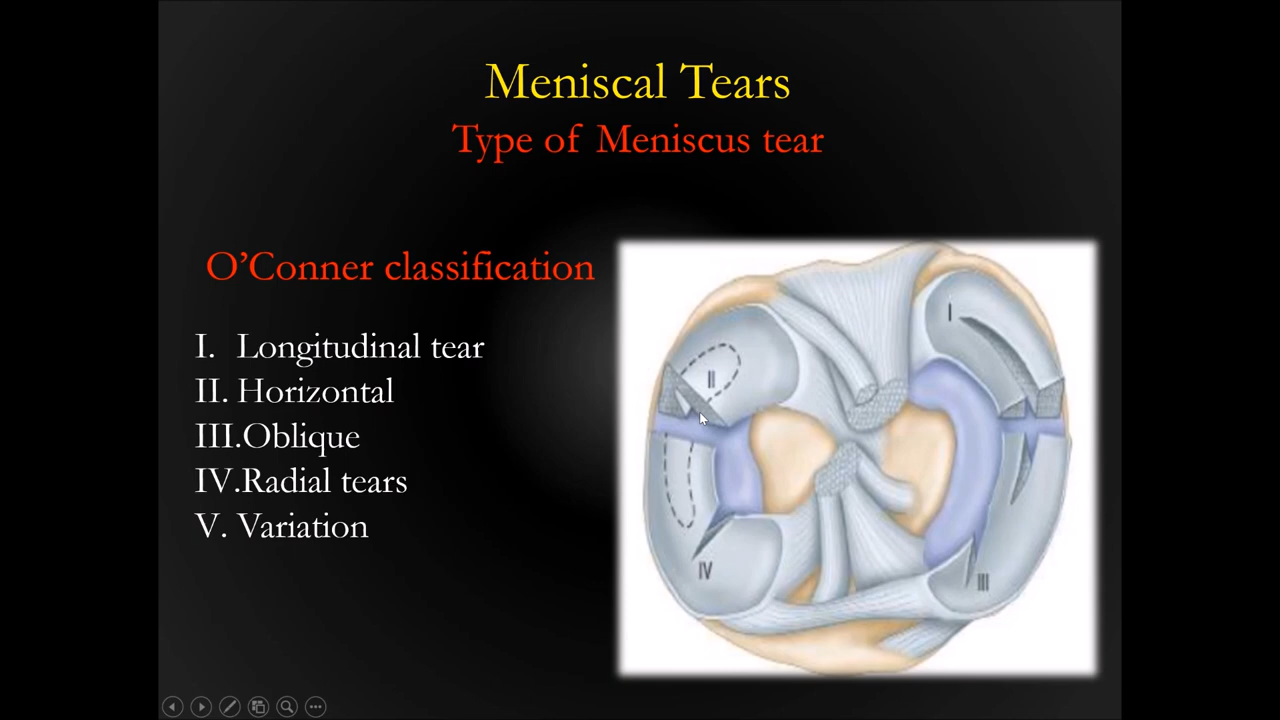 Meniscal Tears
Type of Meniscus tear
O’Conner classification
I. Longitudinal tear
II. Horizontal
III.Oblique
IV.Radial tears
V. Variation
I
II
IV
III